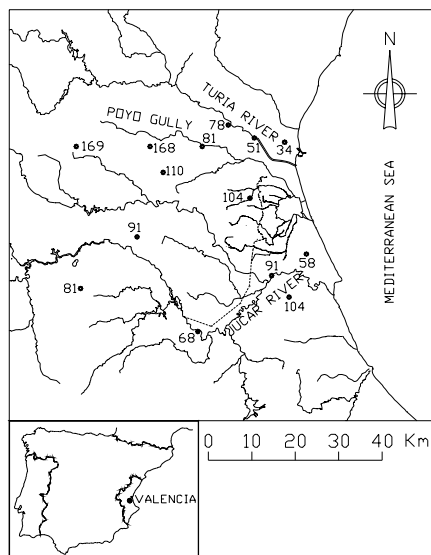 N
TURIA RIVER
POYO GULLY
78
51
34
81
169
168
110
104
91
58
91
81
104
68
JUCAR RIVER
MEDITERRANEAN SEA
0 10 20 30 40 Km
VALENCIA